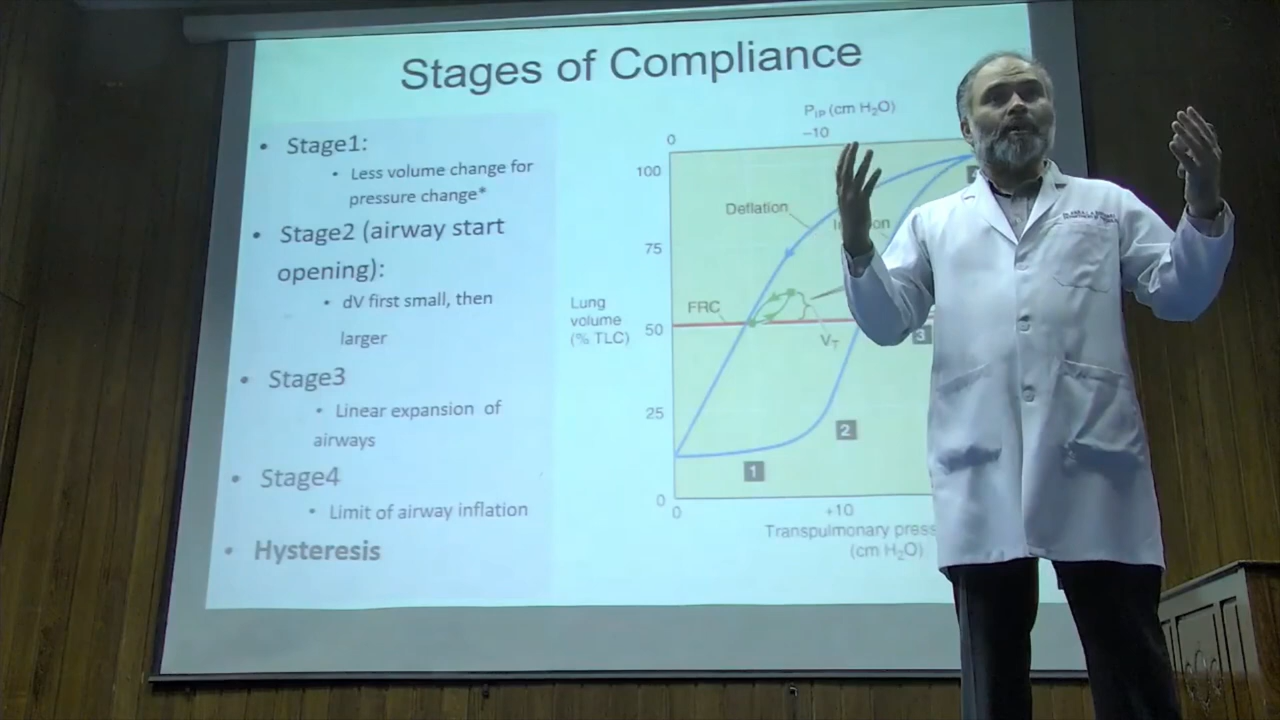 Stages of Compliance
• Stage1:
• Less volume change for
pressure change*
• Stage2 (airway start
opening):
• dV first small, then
larger
• Stage3
• Linear expansion of
airways
• Stage4
• Limit of airway inflation
• Hysteresis
PIP (cm H2O)
0
–10
100
75
50
25
0
Lung
volume
(% TLC)
Deflation
FRC
VT
3
2
1
0
+10
Transpulmonary
(cm H2O)